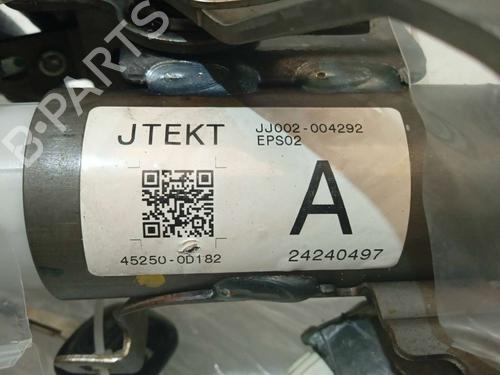 B-PARTS
JTEKT
JJ002-004292
EPS02
A
45250-0D182
24240497